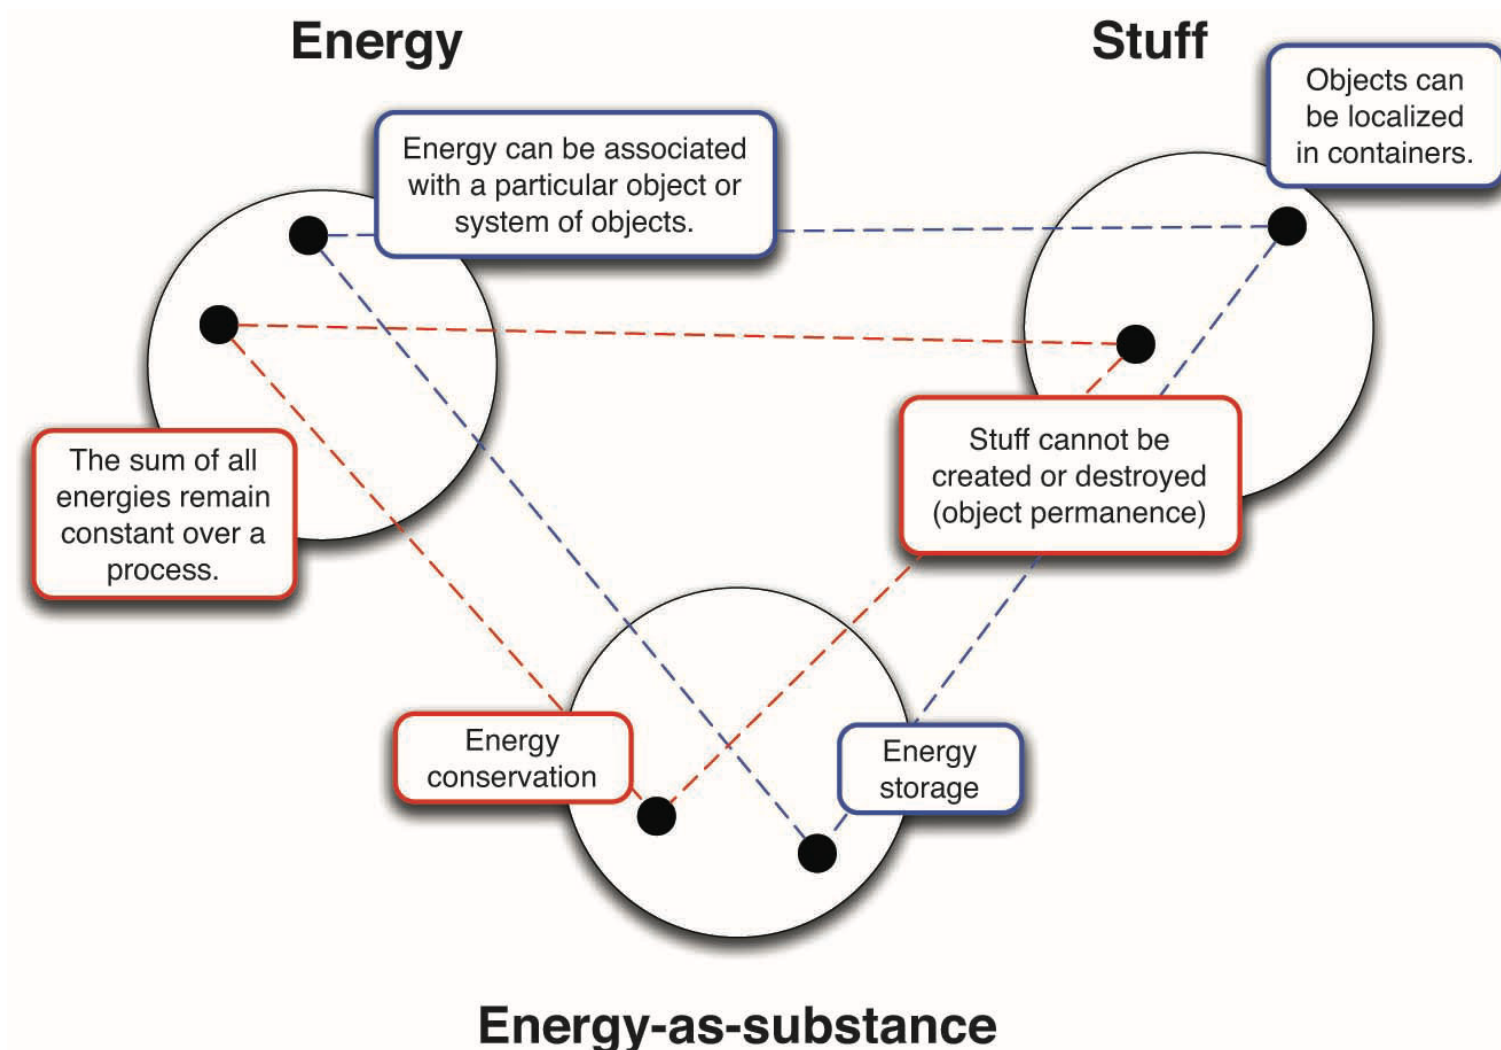 Energy
Stuff
Objects can
be localized
in containers.
Energy can be associated
with a particular object or
system of objects.
The sum of all
energies remain
constant over a
process.
Stuff cannot be
created or destroyed
(object permanence)
Energy
conservation
Energy
storage
Energy-as-substance